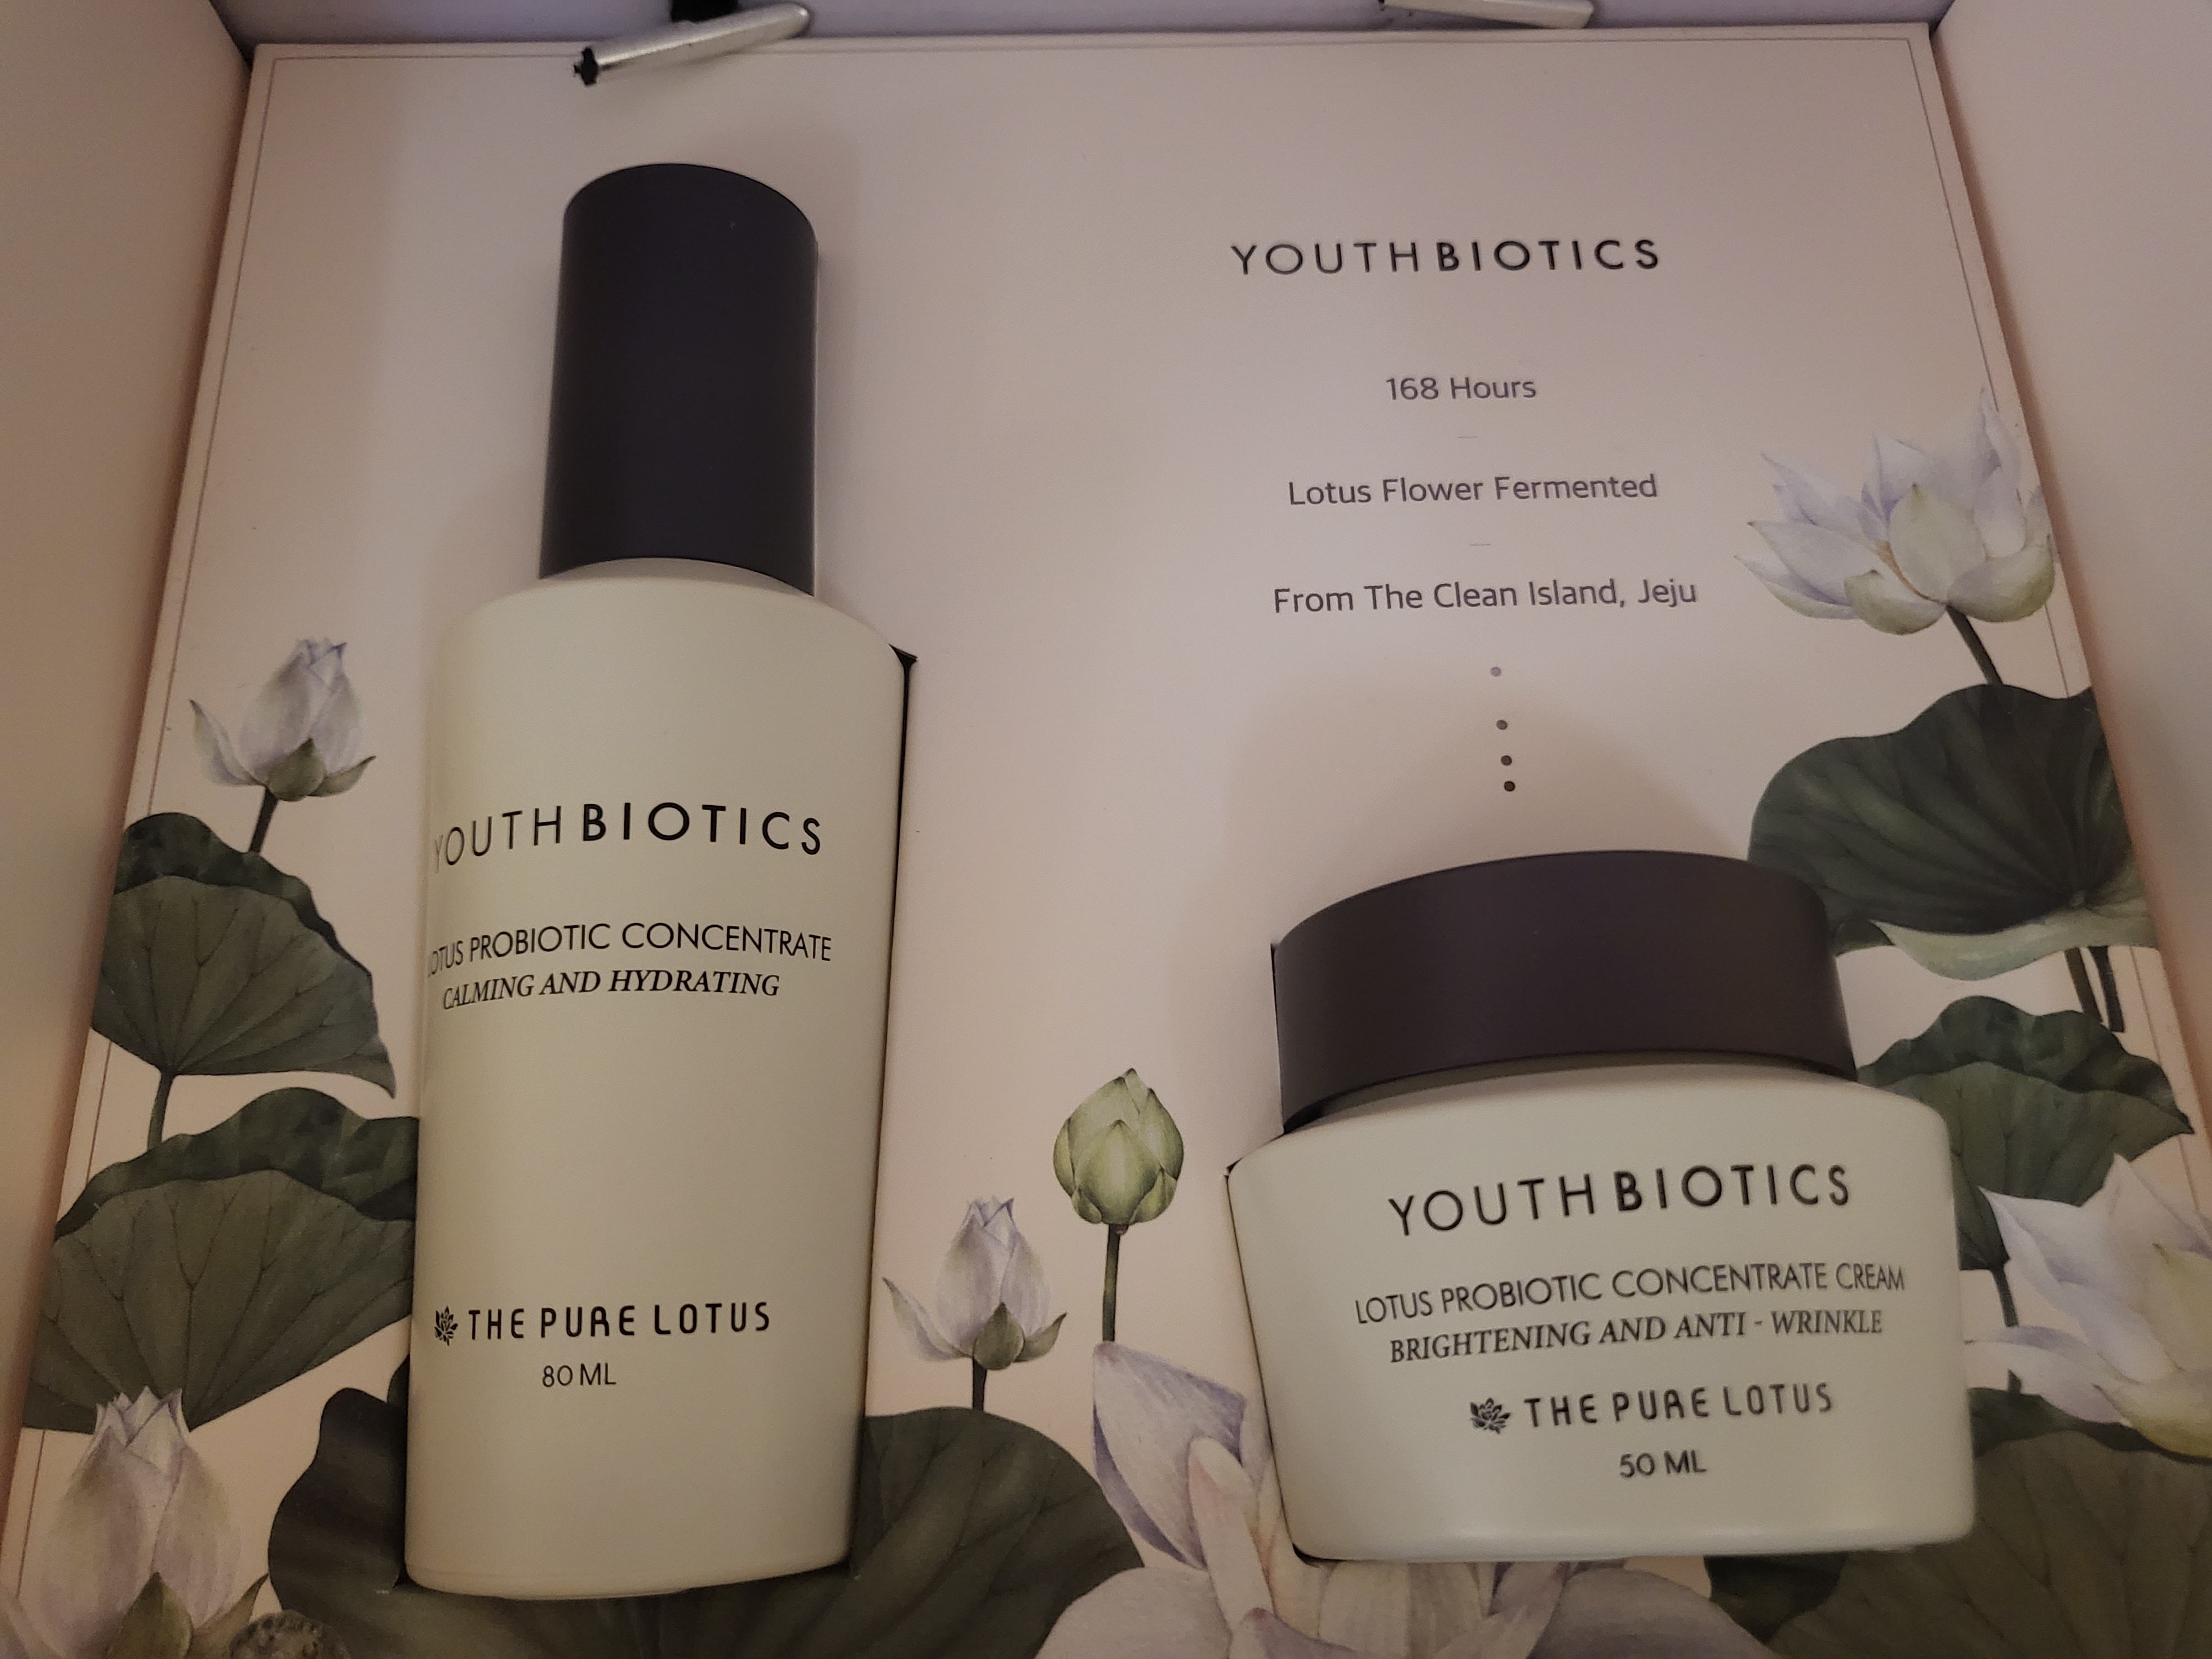 YOUTHBIOTICS
168 Hours
Lotus Flower Fermented
From The Clean Island, Jeju
YOUTHBIOTICS
LOTUS PROBIOTIC CONCENTRATE
CALMING AND HYDRATING
THE PURE LOTUS
80 ML
YOUTHBIOTICS
LOTUS PROBIOTIC CONCENTRATE CREAM
BRIGHTENING AND ANTI - WRINKLE
THE PURE LOTUS
50 ML